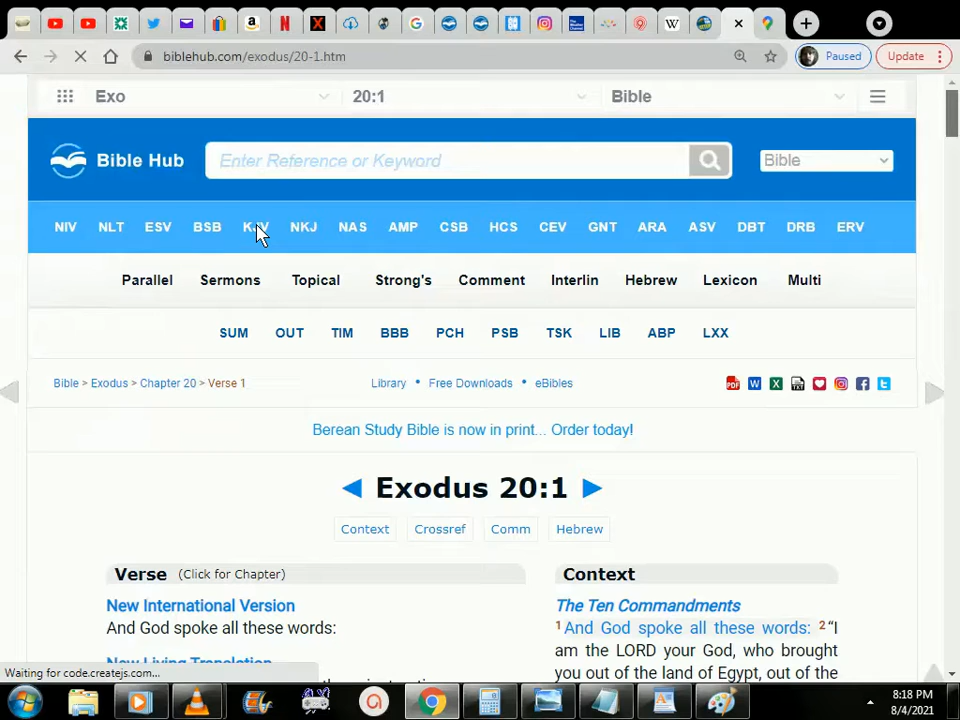 Paused
Update
biblehub.com/exodus/20-1.htm
Exo
20:1
Bible
Bible Hub
Enter Reference or Keyword
Bible
NIV NLT ESV BSB KJV NKJ NAS AMP CSB HCS CEV GNT ARA ASV DBT DRB ERV
Parallel Sermons Topical Strong's Comment Interlin Hebrew Lexicon Multi
SUM OUT TIM BBB PCH PSB TSK LIB ABP LXX
Bible > Exodus > Chapter 20 > Verse 1
Library • Free Downloads • eBibles
Berean Study Bible is now in print... Order today!
◄ Exodus 20:1 ►
Context Crossref Comm Hebrew
Verse (Click for Chapter)
New International Version
And God spoke all these words:
Context
The Ten Commandments
1And God spoke all these words: 2“I
am the LORD your God, who brought
you out of the land of Egypt, out of the
Waiting for code.createjs.com...
8:18 PM
8/4/2021